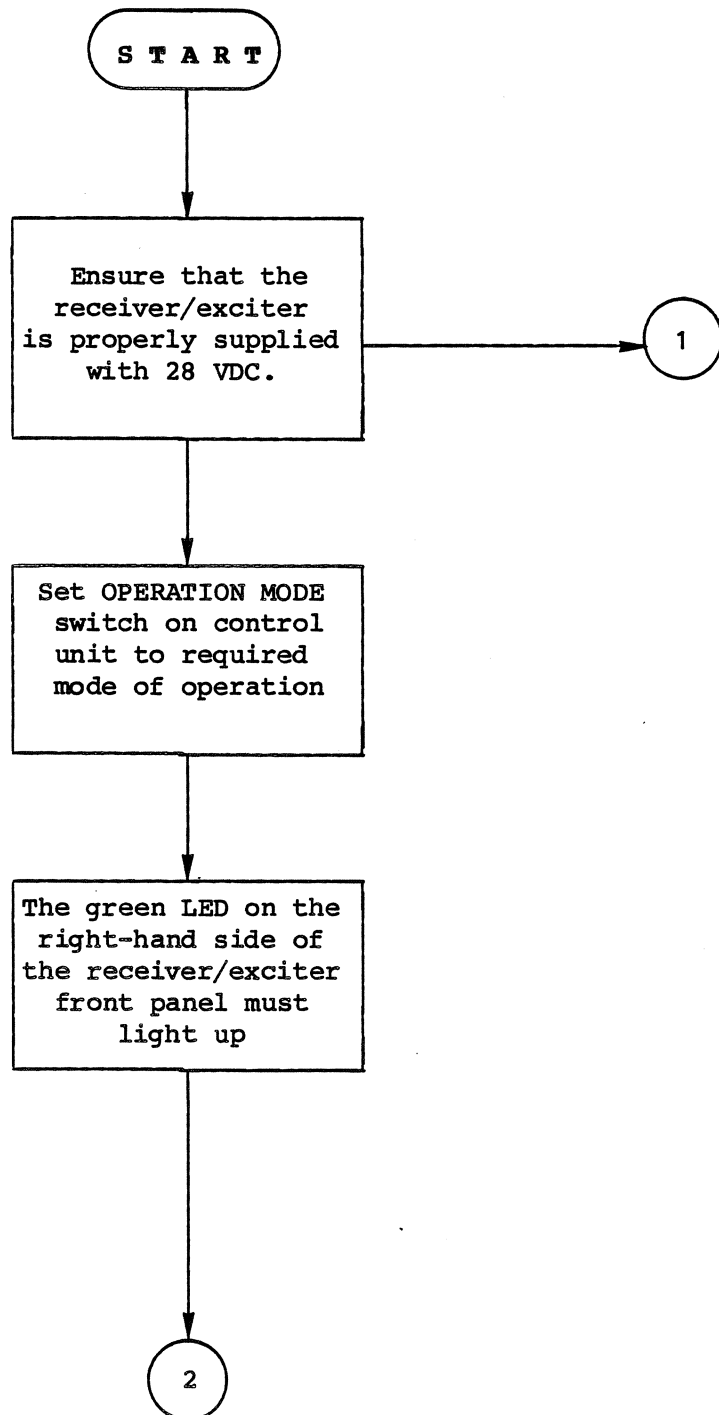 S T A R T
Ensure that the
receiver/exciter
is properly supplied
with 28 VDC.
1
Set OPERATION MODE
switch on control
unit to required
mode of operation
The green LED on the
right-hand side of
the receiver/exciter
front panel must
light up
2